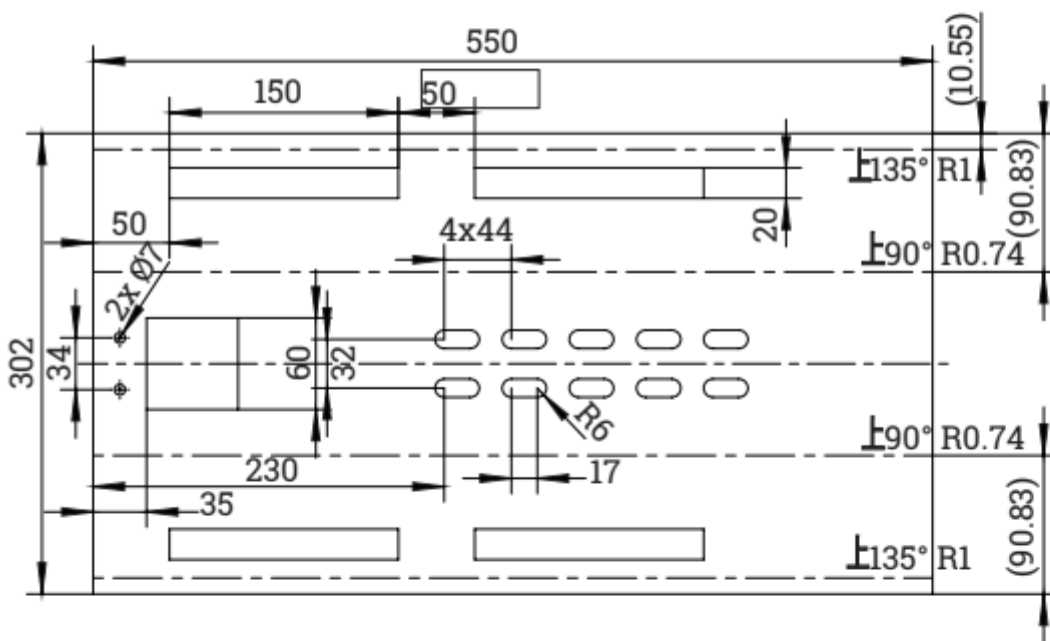 550
(10.55)
150
50
⊥135° R1
(90.83)
50
4x44
20
⊥90° R0.74
2x Ø7
302
34
60
32
R6
⊥90° R0.74
230
17
35
(90.83)
⊥135° R1